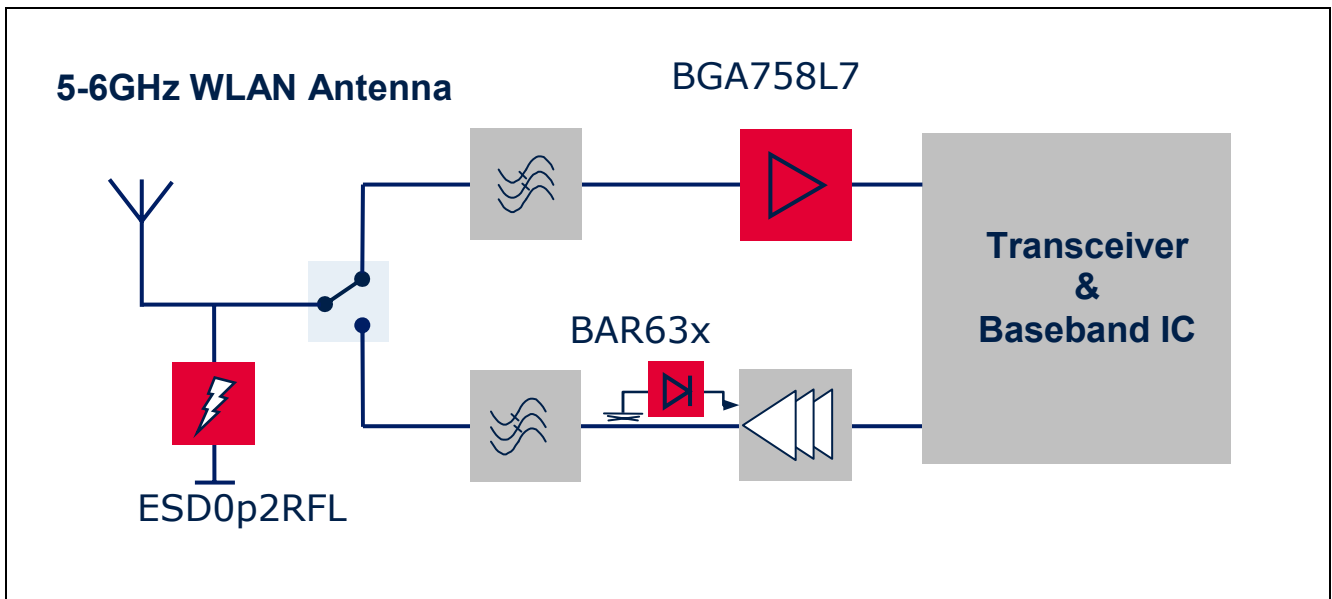 5-6GHz WLAN Antenna
BGA758L7
Transceiver
&
Baseband IC
BAR63x
ESD0p2RFL